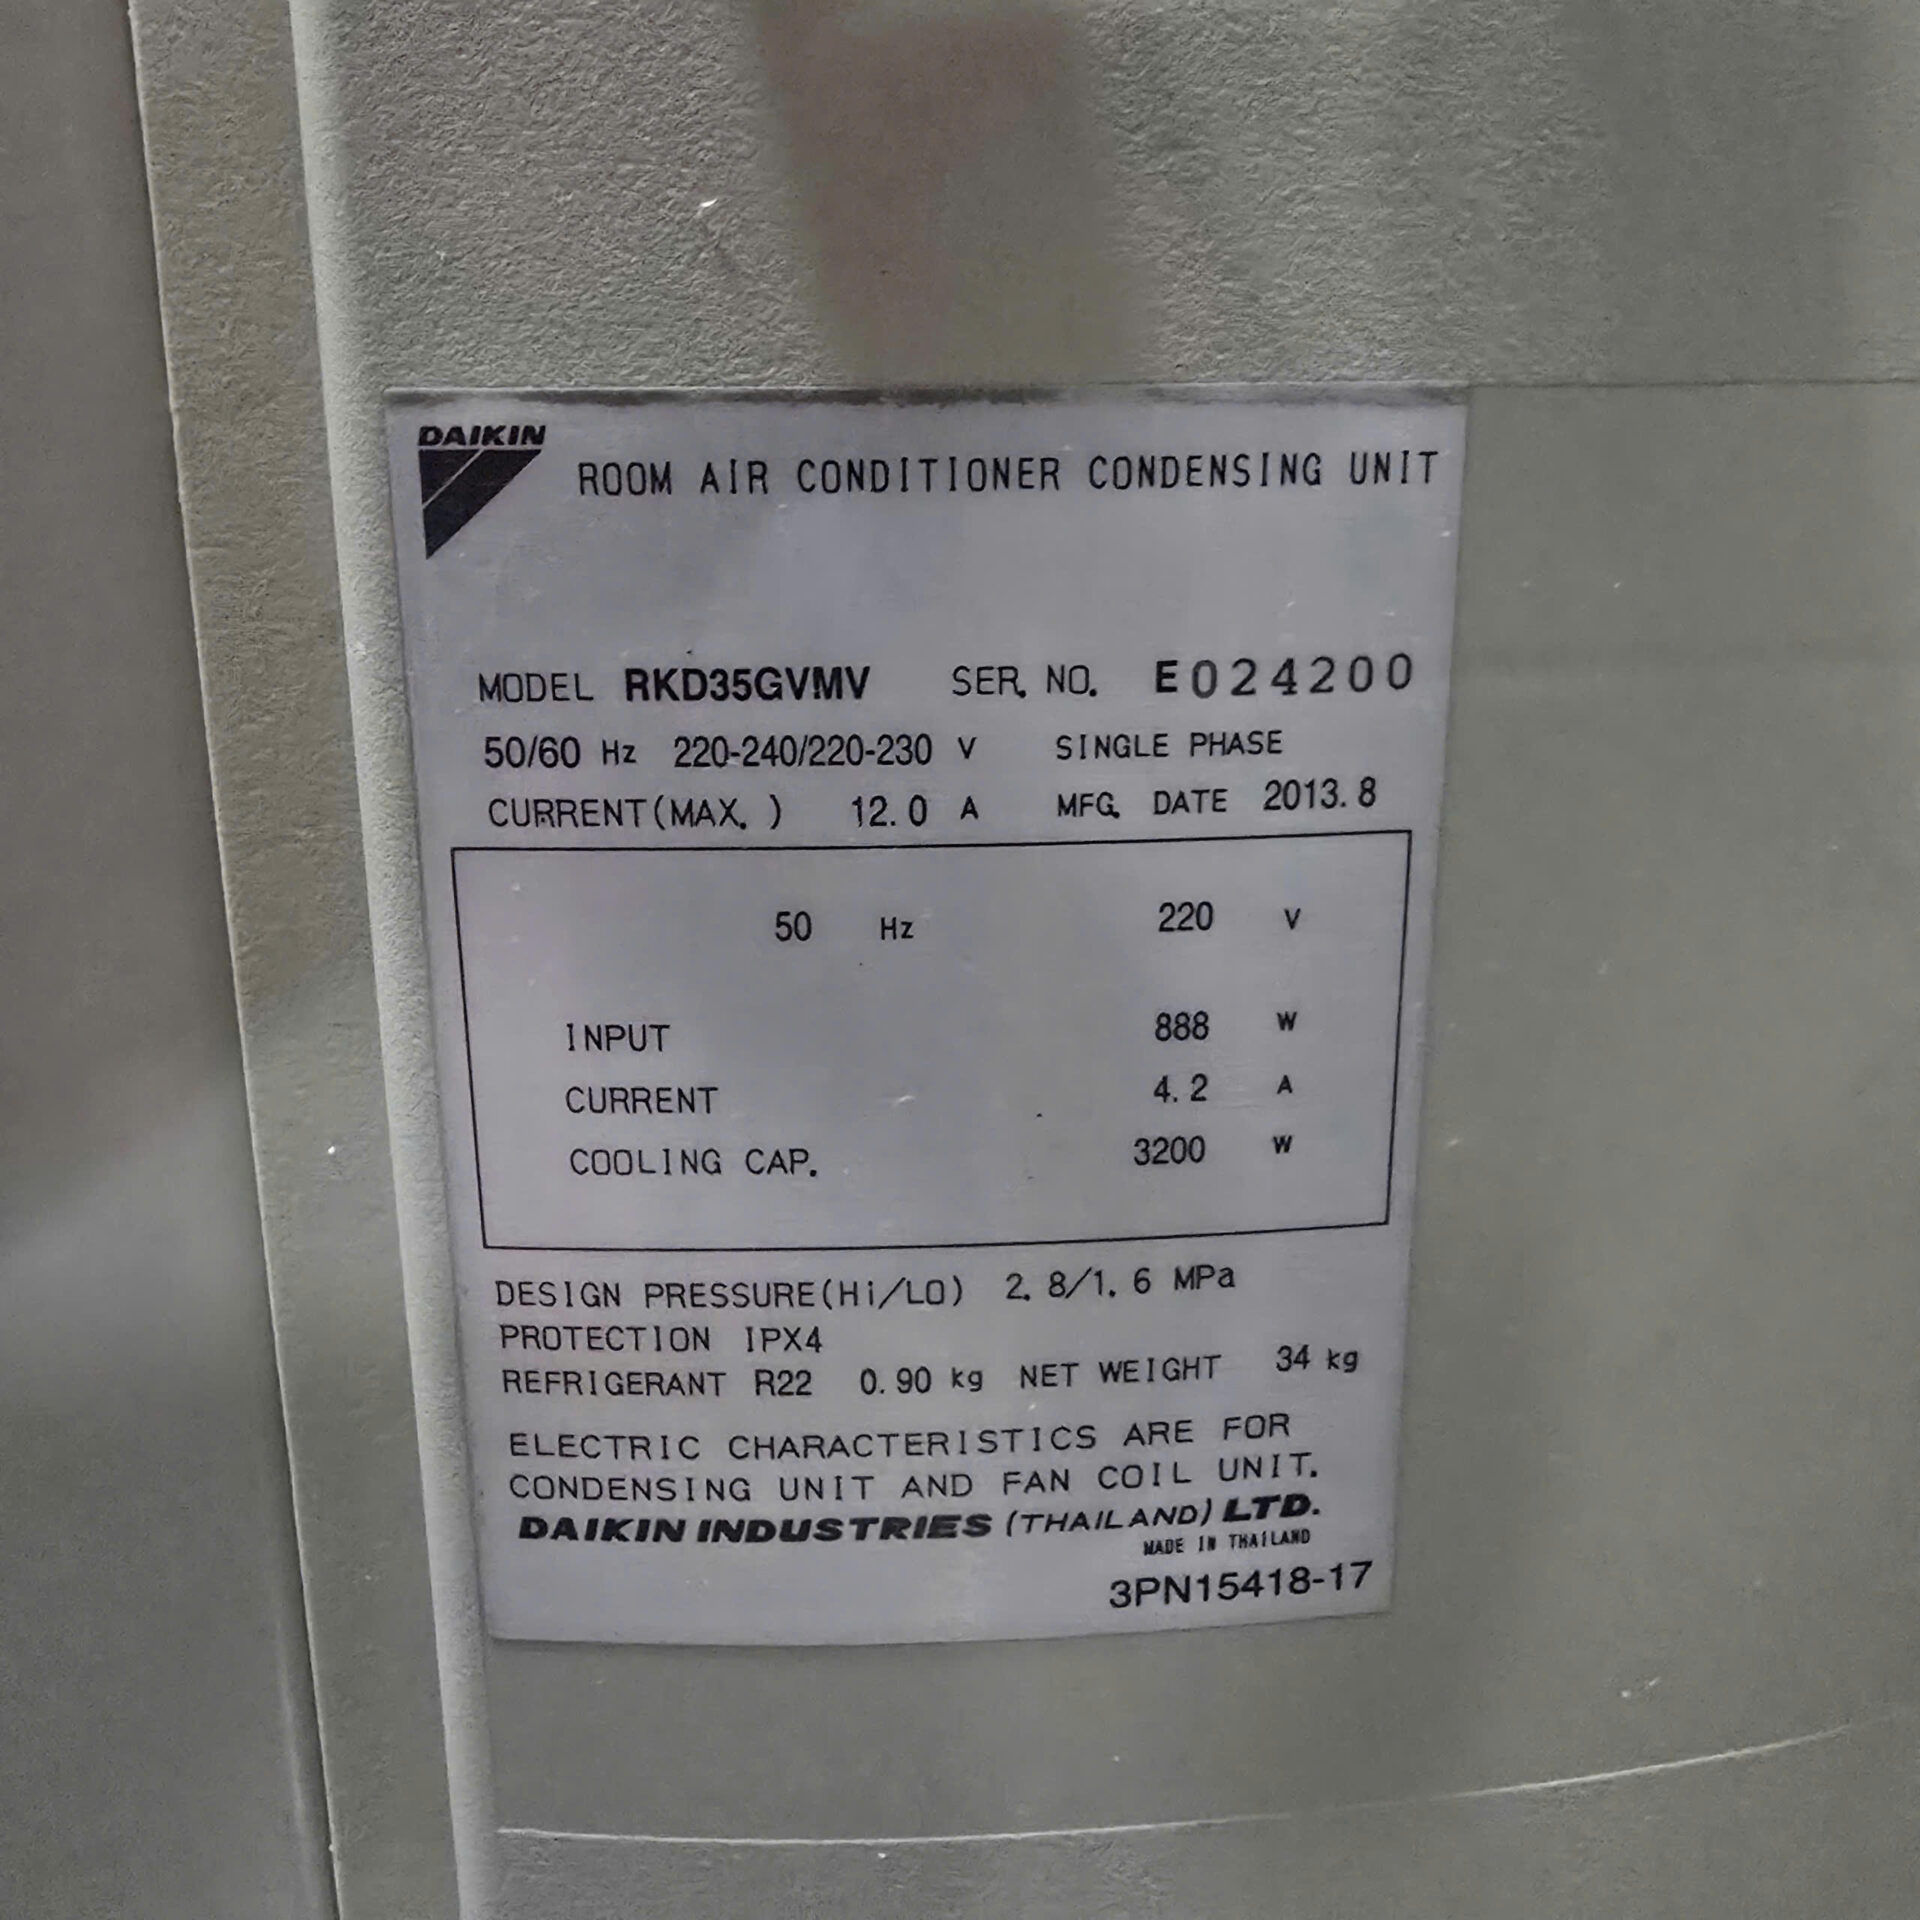 DAIKIN
ROOM AIR CONDITIONER CONDENSING UNIT
MODEL RKD35GVMV SER. NO. E024200
50/60 Hz 220-240/220-230 V SINGLE PHASE
CURRENT(MAX.) 12.0 A MFG. DATE 2013.8
50 Hz 220 V
INPUT 888 W
CURRENT 4.2 A
COOLING CAP. 3200 W
DESIGN PRESSURE(Hi/LO) 2.8/1.6 MPa
PROTECTION IPX4
REFRIGERANT R22 0.90 kg NET WEIGHT 34 kg
ELECTRIC CHARACTERISTICS ARE FOR
CONDENSING UNIT AND FAN COIL UNIT.
DAIKIN INDUSTRIES (THAILAND) LTD.
MADE IN THAILAND
3PN15418-17